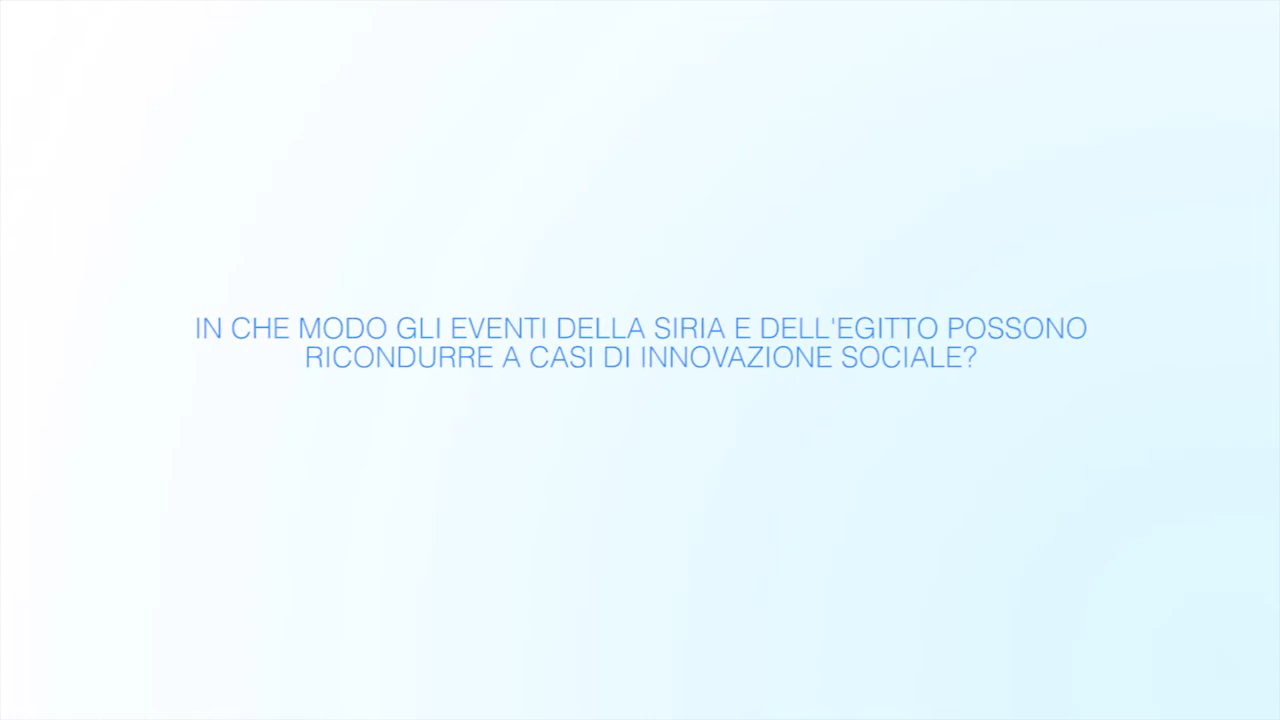 IN CHE MODO GLI EVENTI DELLA SIRIA E DELL'EGITTO POSSONO
RICONDURRE A CASI DI INNOVAZIONE SOCIALE?